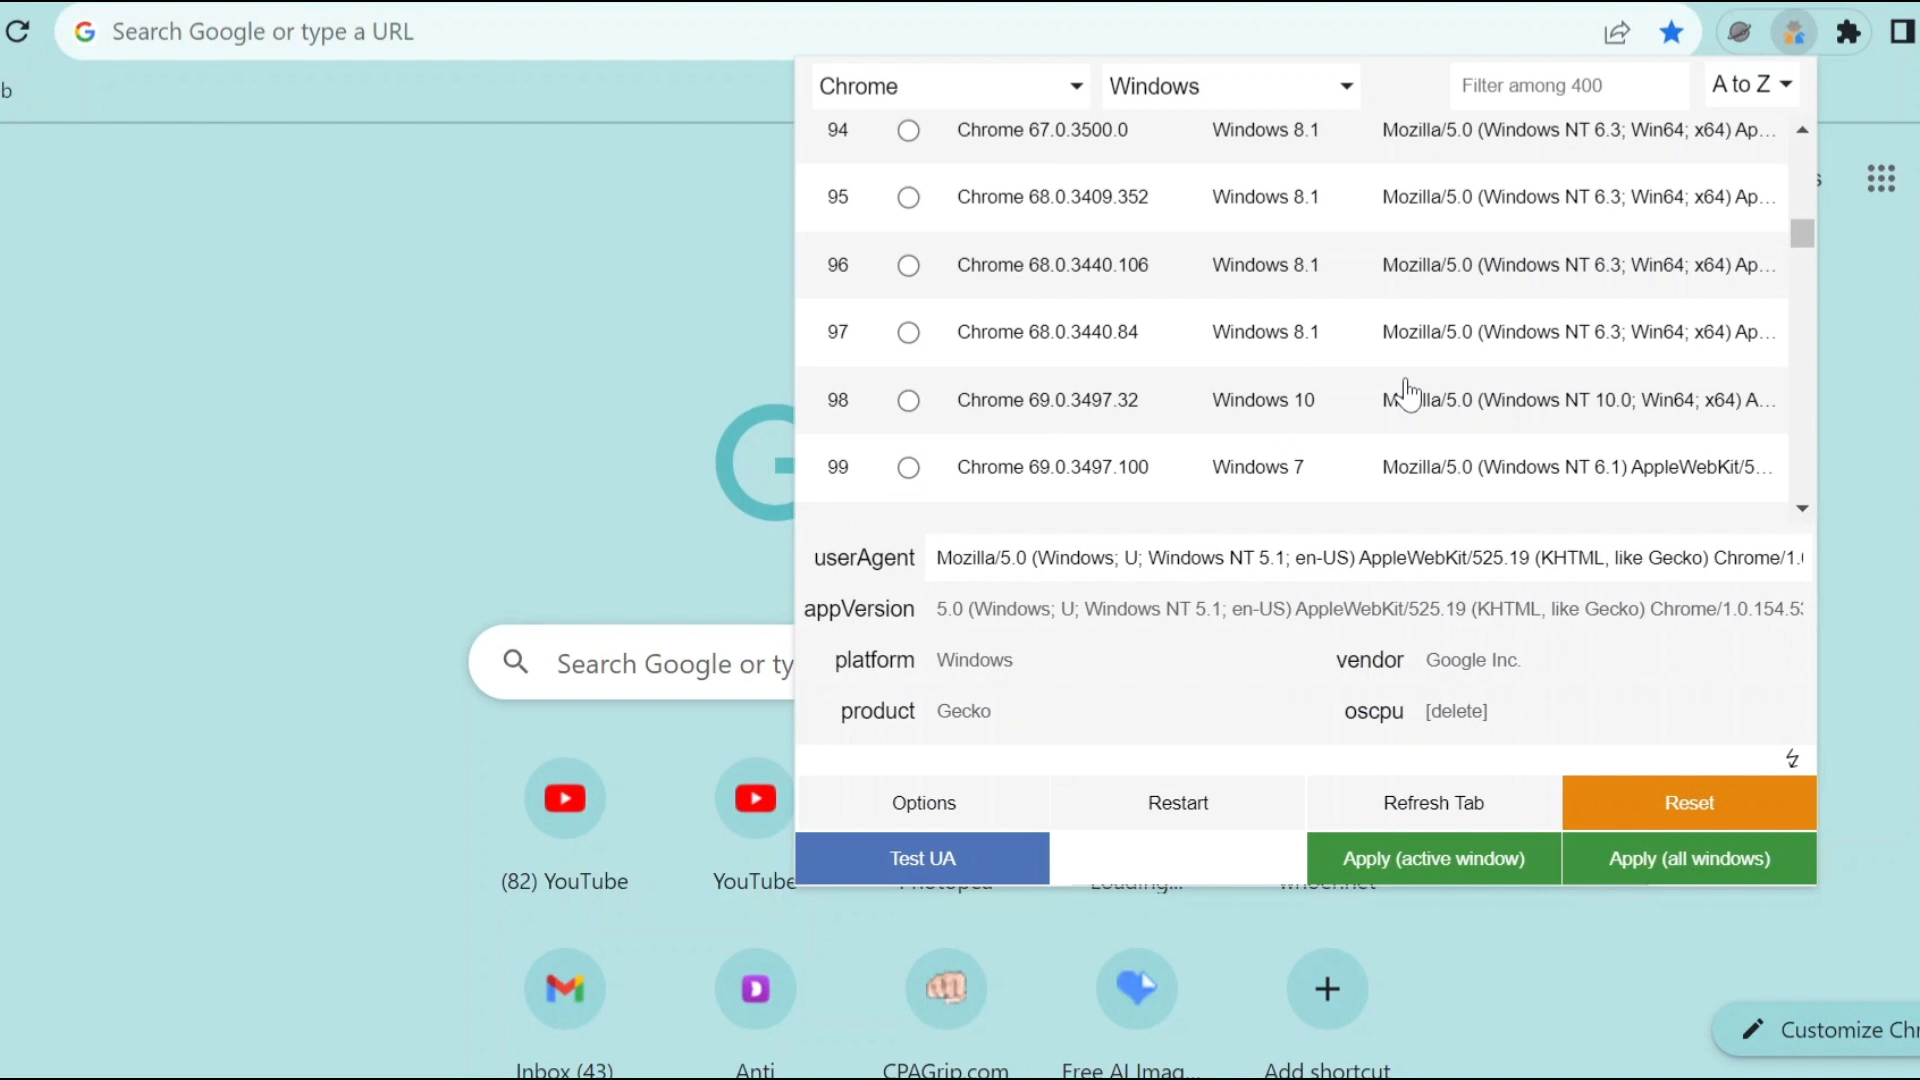 Search Google or type a URL
b
Chrome Windows Filter among 400 A to Z
94 Chrome 67.0.3500.0 Windows 8.1 Mozilla/5.0 (Windows NT 6.3; Win64; x64) Ap...
95 Chrome 68.0.3409.352 Windows 8.1 Mozilla/5.0 (Windows NT 6.3; Win64; x64) Ap...
s
96 Chrome 68.0.3440.106 Windows 8.1 Mozilla/5.0 (Windows NT 6.3; Win64; x64) Ap...
97 Chrome 68.0.3440.84 Windows 8.1 Mozilla/5.0 (Windows NT 6.3; Win64; x64) Ap...
98 Chrome 69.0.3497.32 Windows 10 Mozilla/5.0 (Windows NT 10.0; Win64; x64) A...
99 Chrome 69.0.3497.100 Windows 7 Mozilla/5.0 (Windows NT 6.1) AppleWebKit/5...
userAgent Mozilla/5.0 (Windows; U; Windows NT 5.1; en-US) AppleWebKit/525.19 (KHTML, like Gecko) Chrome/1.
appVersion 5.0 (Windows; U; Windows NT 5.1; en-US) AppleWebKit/525.19 (KHTML, like Gecko) Chrome/1.0.154.5
platform Windows vendor Google Inc.
product Gecko oscpu [delete]
Search Google or ty
Options Restart Refresh Tab Reset
Test UA Apply (active window) Apply (all windows)
(82) YouTube YouTube Photopea Loading... whoer.net
Inbox (43) Anti CPAGrip.com Free AI Imag... Add shortcut
Customize Chr